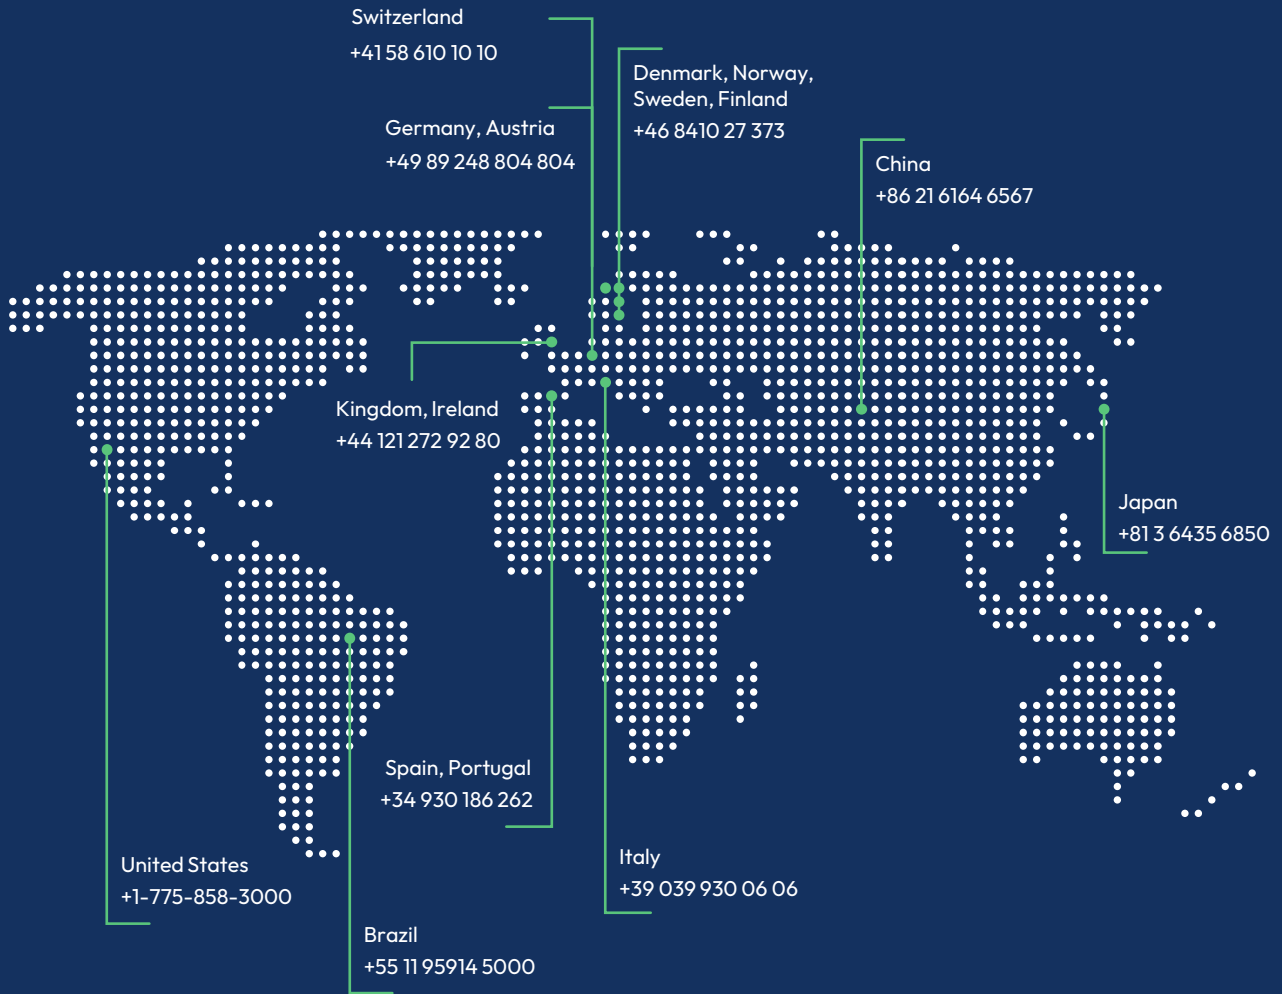 Switzerland
+41 58 610 10 10
Denmark, Norway,
Sweden, Finland
+46 8410 27 373
Germany, Austria
+49 89 248 804 804
China
+86 21 6164 6567
Kingdom, Ireland
+44 121 272 92 80
Japan
+81 3 6435 6850
Spain, Portugal
+34 930 186 262
Italy
+39 039 930 06 06
United States
+1-775-858-3000
Brazil
+55 11 95914 5000